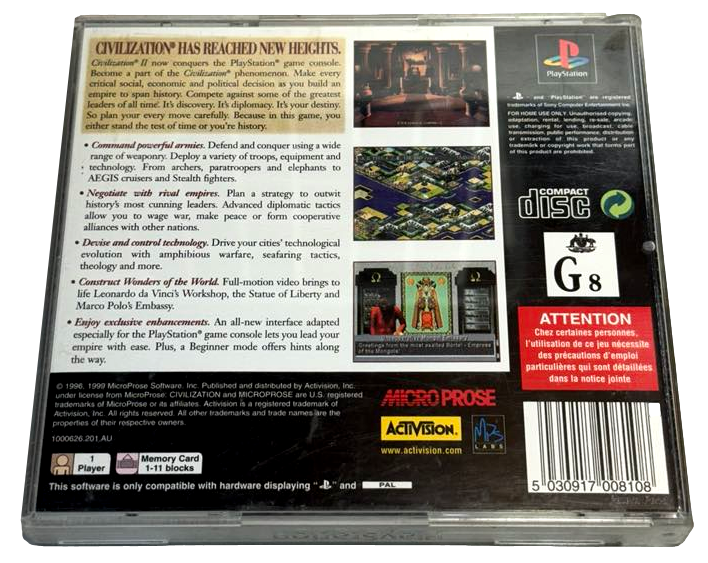 CIVILIZATION® HAS REACHED NEW HEIGHTS.
Civilization® II now conquers the PlayStation® game console.
Become a part of the Civilization® phenomenon. Make every
critical social, economic and political decision as you build an
empire to span history. Compete against some of the greatest
leaders of all time. It's discovery. It's diplomacy. It's your destiny.
So plan your every move carefully. Because in this game, you
either stand the test of time or you're history.
• Command powerful armies. Defend and conquer using a wide
range of weaponry. Deploy a variety of troops, equipment and
technology. From archers, paratroopers and elephants to
AEGIS cruisers and Stealth fighters.
• Negotiate with rival empires. Plan a strategy to outwit
history's most cunning leaders. Advanced diplomatic tactics
allow you to wage war, make peace or form cooperative
alliances with other nations.
• Devise and control technology. Drive your cities' technological
evolution with amphibious warfare, seafaring tactics,
theology and more.
• Construct Wonders of the World. Full-motion video brings to
life Leonardo da Vinci's Workshop, the Statue of Liberty and
Marco Polo's Embassy.
• Enjoy exclusive enhancements. An all-new interface adapted
especially for the PlayStation® game console lets you lead your
empire with ease. Plus, a Beginner mode offers hints along
the way.
Greetings from the most exalted Borte! - Empress
of the Mongols!
PlayStation
and "PlayStation" are registered
trademarks of Sony Computer Entertainment Inc.
FOR HOME USE ONLY. Unauthorised copying,
adaptation, rental, lending, re-sale, arcade
use, charging for use, broadcast, cable
transmission, public performance, distribution
or extraction of this product or any
trademark or copyright work that forms part
of this product are prohibited.
COMPACT
disc
G 8
ATTENTION
Chez certaines personnes,
l'utilisation de ce jeu nécessite
des précautions d'emploi
particulières qui sont détaillées
dans la notice jointe
© 1996, 1999 MicroProse Software. Inc. Published and distributed by Activision, Inc.
under license from MicroProse. CIVILIZATION and MICROPROSE are U.S. registered
trademarks of MicroProse or its affiliates. Activision is a registered trademark of
Activision, Inc. All rights reserved. All other trademarks and trade names are the
properties of their respective owners.
1000626.201.AU
MICROPROSE
ACTIVISION.
www.activision.com
LABS
1
Player
Memory Card
1-11 blocks
This software is only compatible with hardware displaying " " and PAL
5 030917 008108